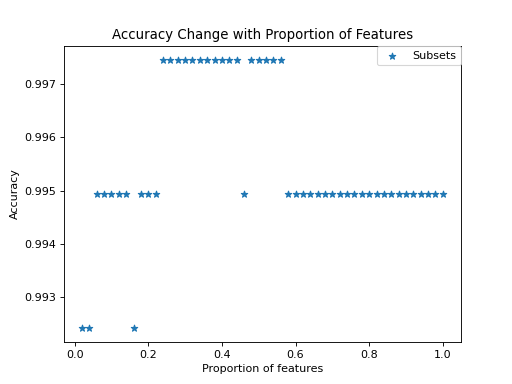 Accuracy Change with Proportion of Features
Subsets
0.997
0.996
0.995
0.994
0.993
Accuracy
0.0 0.2 0.4 0.6 0.8 1.0
Proportion of features